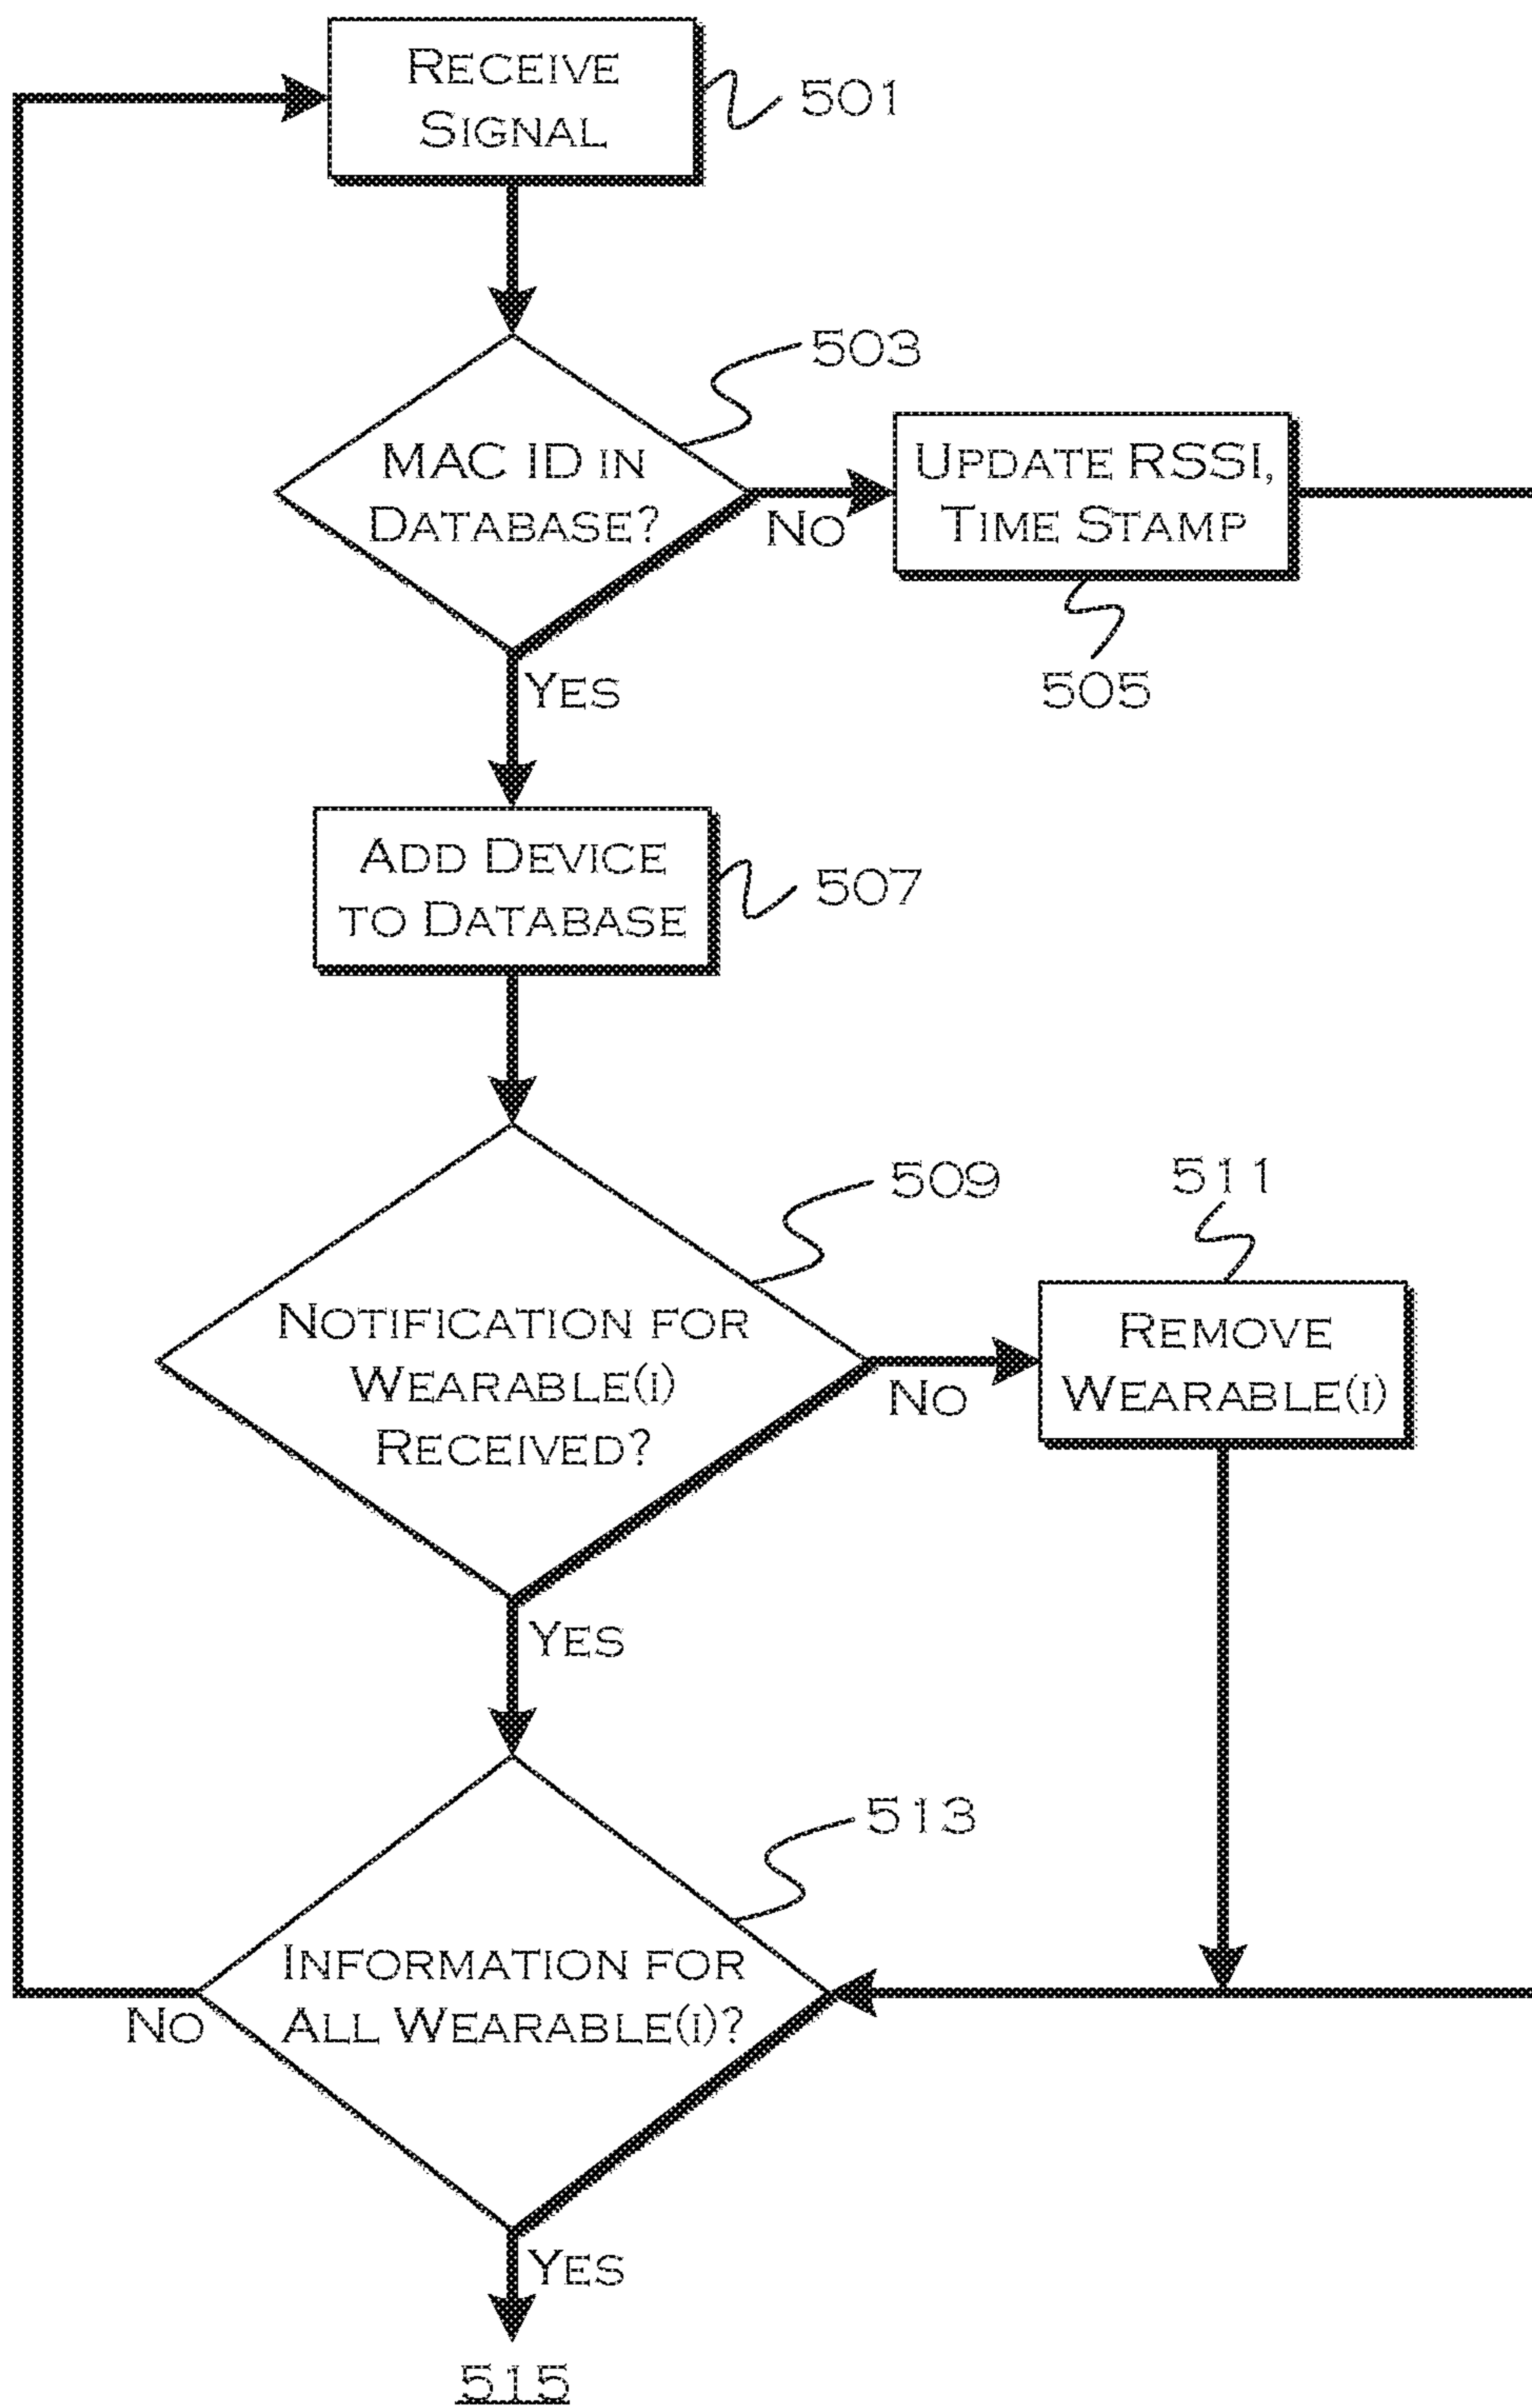 RECEIVE
SIGNAL
501
503
MAC ID IN
DATABASE?
NO
UPDATE RSSI,
TIME STAMP
505
YES
ADD DEVICE
TO DATABASE
507
509
511
NOTIFICATION FOR
WEARABLE(I)
RECEIVED?
NO
REMOVE
WEARABLE(I)
YES
513
INFORMATION FOR
ALL WEARABLE(I)?
NO
YES
515